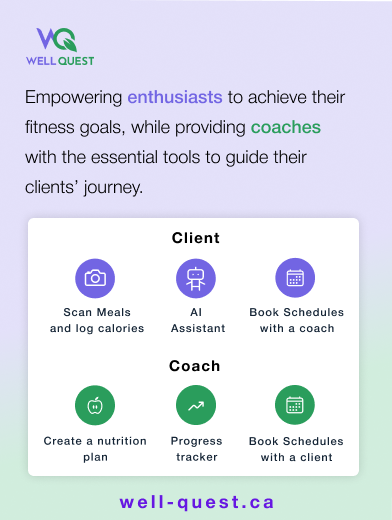 WQ
WELL QUEST
Empowering enthusiasts to achieve their
fitness goals, while providing coaches
with the essential tools to guide their
clients’ journey.
Client
Scan Meals
and log calories
AI
Assistant
Book Schedules
with a coach
Coach
Create a nutrition
plan
Progress
tracker
Book Schedules
with a client
well-quest.ca